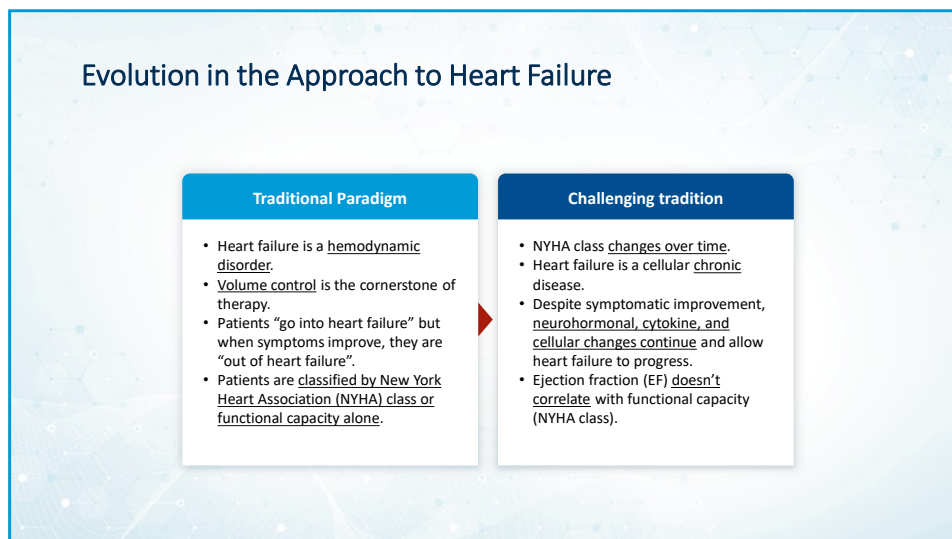 Evolution in the Approach to Heart Failure
Traditional Paradigm
• Heart failure is a hemodynamic
disorder.
• Volume control is the cornerstone of
therapy.
• Patients “go into heart failure” but
when symptoms improve, they are
“out of heart failure”.
• Patients are classified by New York
Heart Association (NYHA) class or
functional capacity alone.
Challenging tradition
• NYHA class changes over time.
• Heart failure is a cellular chronic
disease.
• Despite symptomatic improvement,
neurohormonal, cytokine, and
cellular changes continue and allow
heart failure to progress.
• Ejection fraction (EF) doesn’t
correlate with functional capacity
(NYHA class).